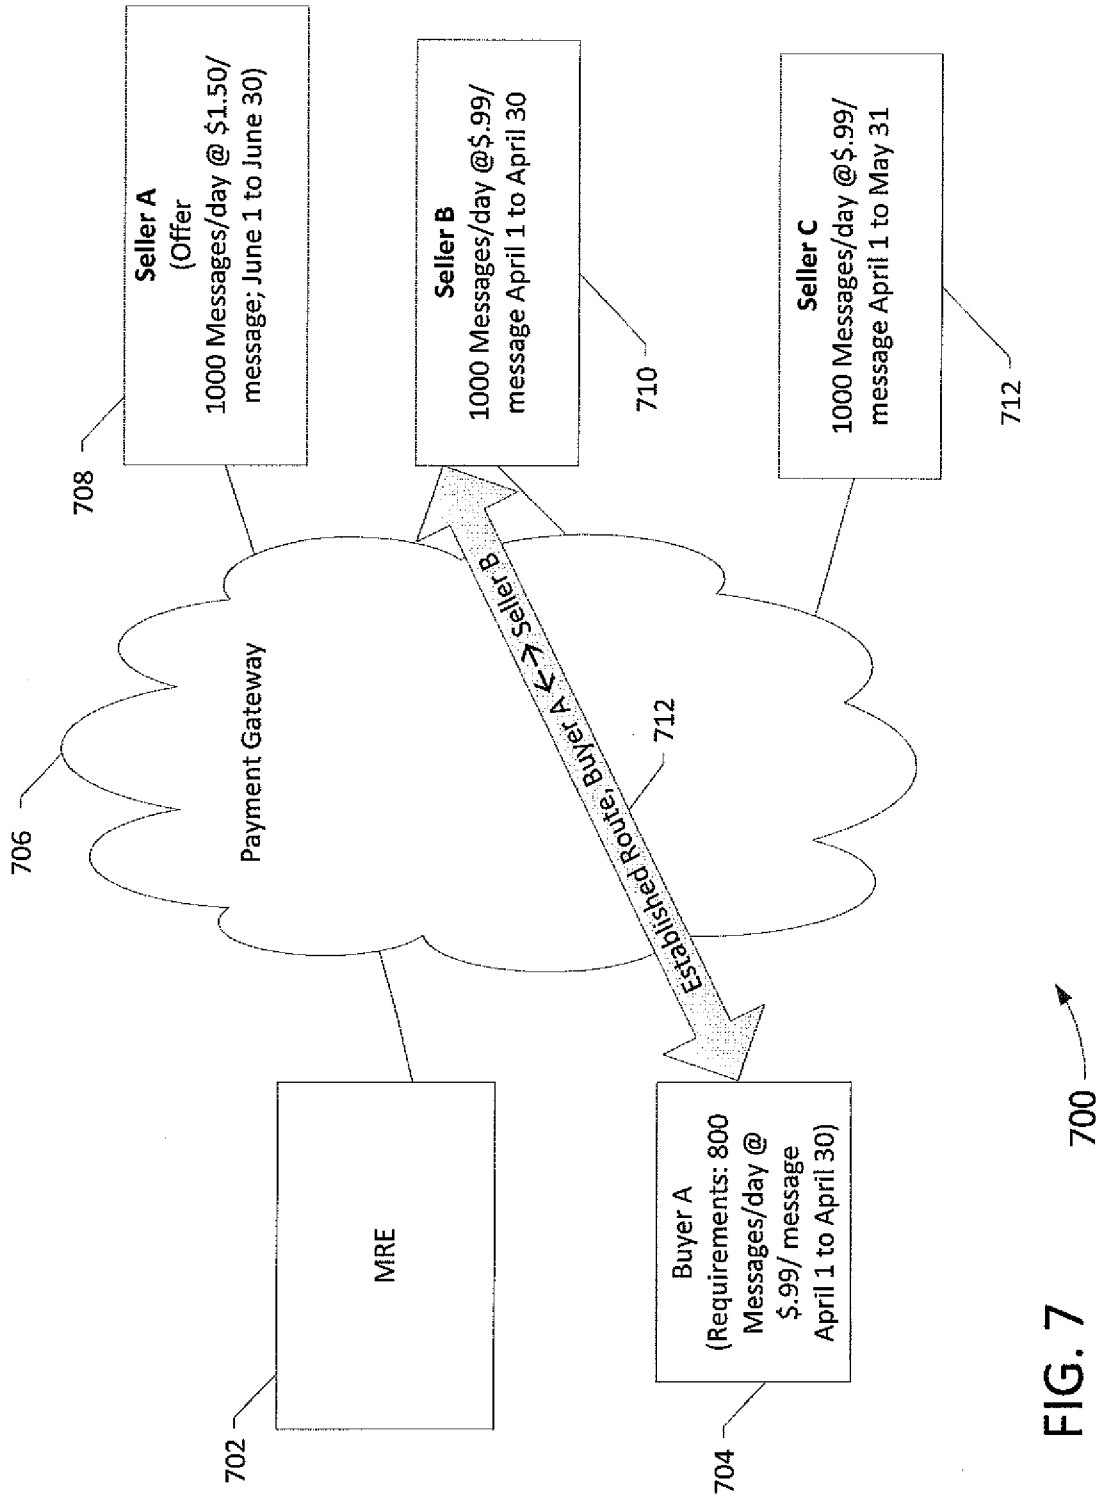 706
Payment Gateway
708
Seller A
(Offer
1000 Messages/day @ $1.50/
message; June 1 to June 30)
702
MRE
Seller B
1000 Messages/day @$.99/
message April 1 to April 30
710
Established Route, Buyer A <--> Seller B
712
704
Buyer A
(Requirements: 800
Messages/day @
$.99/ message
April 1 to April 30)
Seller C
1000 Messages/day @$.99/
message April 1 to May 31
712
700
FIG. 7